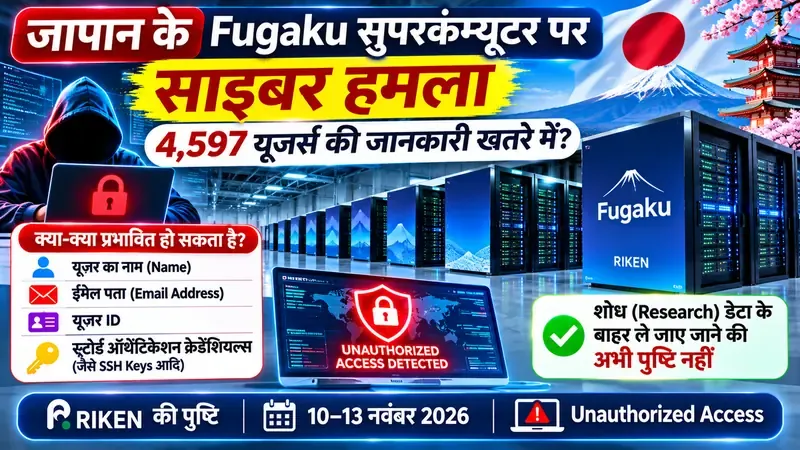 जापान के Fugaku सुपरकंम्यूटर पर
साइबर हमला
4,597 यूजर्स की जानकारी खतरे में?
Fugaku
RIKEN
क्या-क्या प्रभावित हो सकता है?
यूज़र का नाम (Name)
ईमेल पता (Email Address)
यूज़र ID
स्टोर्ड ऑथेंटिकेशन क्रेडेंशियल्स
(जैसे SSH Keys आदि)
UNAUTHORIZED
ACCESS DETECTED
शोध (Research) डेटा के
बाहर ले जाए जाने की
अभी पुष्टि नहीं
RIKEN की पुष्टि
10–13 नवंबर 2026
Unauthorized Access